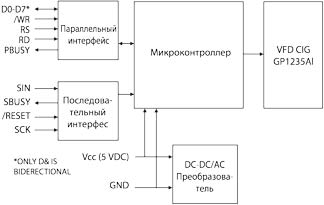 D0-D7*
/WR
RS
RD
PBUSY
Параллельный
интерфейс
Микроконтроллер
VFD CIG
GP1235AI
SIN
SBUSY
/RESET
SCK
Последова-
тельный
интерфес
Vcc (5 VDC)
GND
DC-DC/AC
Преобразова-
тель
*ONLY D& IS
BIDERECTIONAL